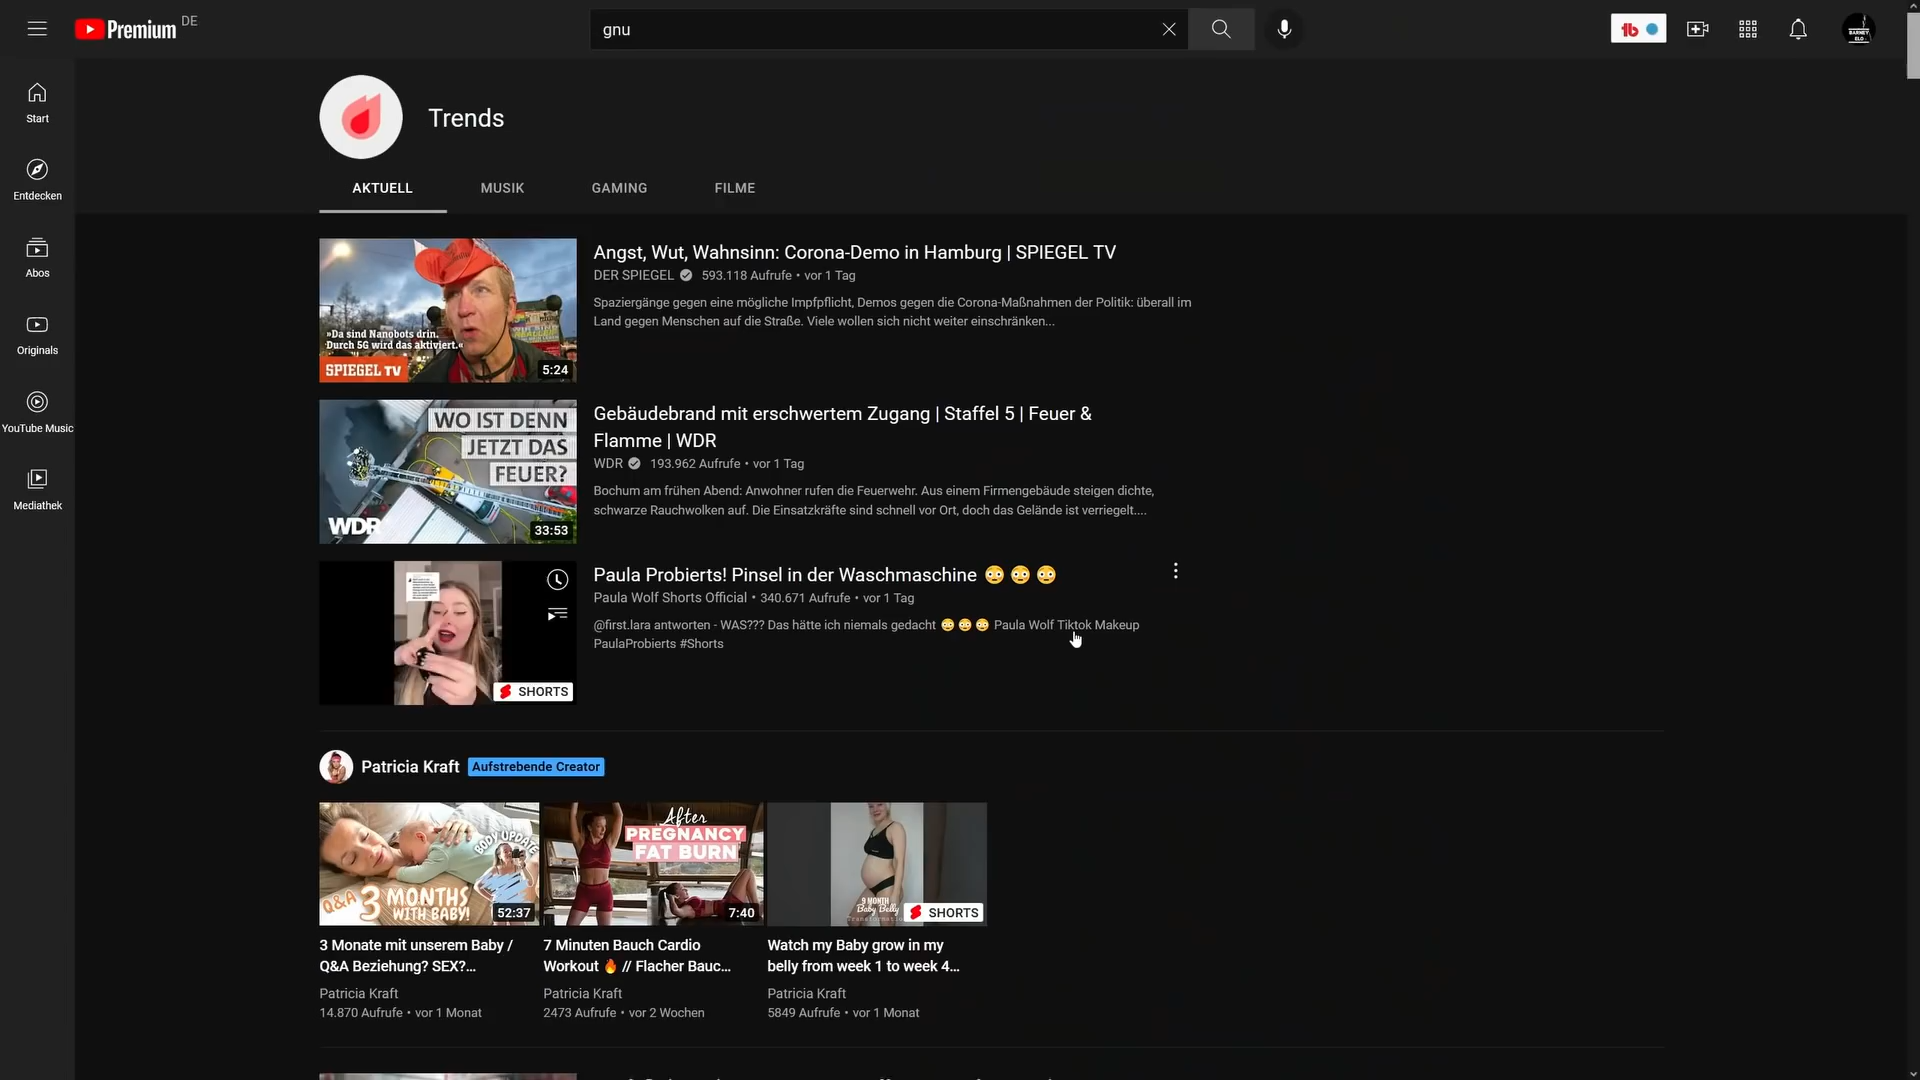 Premium DE
gnu
Start
Entdecken
Abos
Originals
YouTube Music
Mediathek
Trends
AKTUELL MUSIK GAMING FILME
»Da sind Nanobots drin.
Durch 5G wird das aktiviert.«
SPIEGEL TV
5:24
Angst, Wut, Wahnsinn: Corona-Demo in Hamburg | SPIEGEL TV
DER SPIEGEL 593.118 Aufrufe • vor 1 Tag
Spaziergänge gegen eine mögliche Impfpflicht, Demos gegen die Corona-Maßnahmen der Politik: überall im
Land gegen Menschen auf die Straße. Viele wollen sich nicht weiter einschränken...
WO IST DENN
JETZT DAS
FEUER?
WDR
33:53
Gebäudebrand mit erschwertem Zugang | Staffel 5 | Feuer &
Flamme | WDR
WDR 193.962 Aufrufe • vor 1 Tag
Bochum am frühen Abend: Anwohner rufen die Feuerwehr. Aus einem Firmengebäude steigen dichte,
schwarze Rauchwolken auf. Die Einsatzkräfte sind schnell vor Ort, doch das Gelände ist verriegelt....
SHORTS
Paula Probierts! Pinsel in der Waschmaschine 😳 😳 😳
Paula Wolf Shorts Official • 340.671 Aufrufe • vor 1 Tag
@first.lara antworten - WAS??? Das hätte ich niemals gedacht 😳 😳 😳 Paula Wolf Tiktok Makeup
PaulaProbierts #Shorts
Patricia Kraft Aufstrebende Creator
BODY UPDATE
Q&A 3 MONTHS
WITH BABY!
52:37
3 Monate mit unserem Baby /
Q&A Beziehung? SEX?...
Patricia Kraft
14.870 Aufrufe • vor 1 Monat
After
PREGNANCY
FAT BURN
7:40
7 Minuten Bauch Cardio
Workout 🔥 // Flacher Bauc...
Patricia Kraft
2473 Aufrufe • vor 2 Wochen
9 MONTH
Baby Belly
SHORTS
Watch my Baby grow in my
belly from week 1 to week 4...
Patricia Kraft
5849 Aufrufe • vor 1 Monat